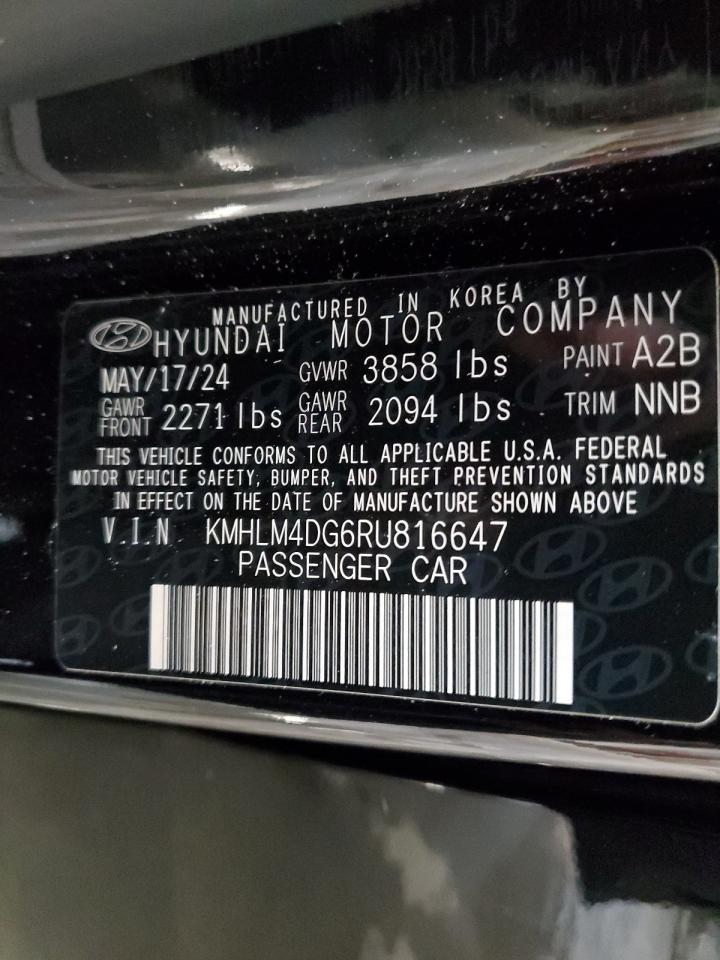 MANUFACTURED IN KOREA BY
HYUNDAI MOTOR COMPANY
MAY/17/24 GVWR 3858 lbs PAINT A2B
GAWR FRONT 2271 lbs GAWR REAR 2094 lbs TRIM NNB
THIS VEHICLE CONFORMS TO ALL APPLICABLE U.S.A. FEDERAL
MOTOR VEHICLE SAFETY, BUMPER, AND THEFT PREVENTION STANDARDS
IN EFFECT ON THE DATE OF MANUFACTURE SHOWN ABOVE
V.I.N KMHLM4DG6RU816647
PASSENGER CAR